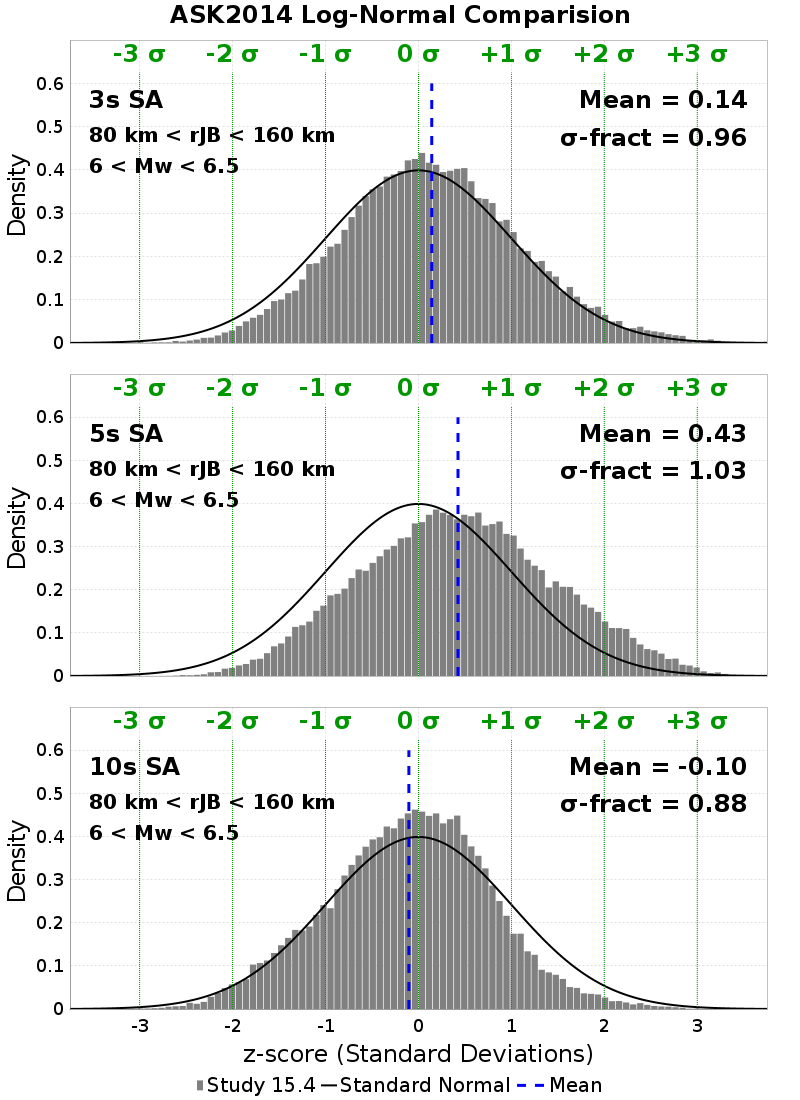 ASK2014 Log-Normal Comparision
-3 σ -2 σ -1 σ 0 σ +1 σ +2 σ +3 σ
3s SA
Mean = 0.14
80 km < rJB < 160 km
σ-fract = 0.96
6 < Mw < 6.5
0.6
0.5
0.4
0.3
0.2
0.1
0
Density
-3 σ -2 σ -1 σ 0 σ +1 σ +2 σ +3 σ
5s SA
Mean = 0.43
80 km < rJB < 160 km
σ-fract = 1.03
6 < Mw < 6.5
0.6
0.5
0.4
0.3
0.2
0.1
0
Density
-3 σ -2 σ -1 σ 0 σ +1 σ +2 σ +3 σ
10s SA
Mean = -0.10
80 km < rJB < 160 km
σ-fract = 0.88
6 < Mw < 6.5
0.6
0.5
0.4
0.3
0.2
0.1
0
Density
-3 -2 -1 0 1 2 3
z-score (Standard Deviations)
Study 15.4 Standard Normal Mean